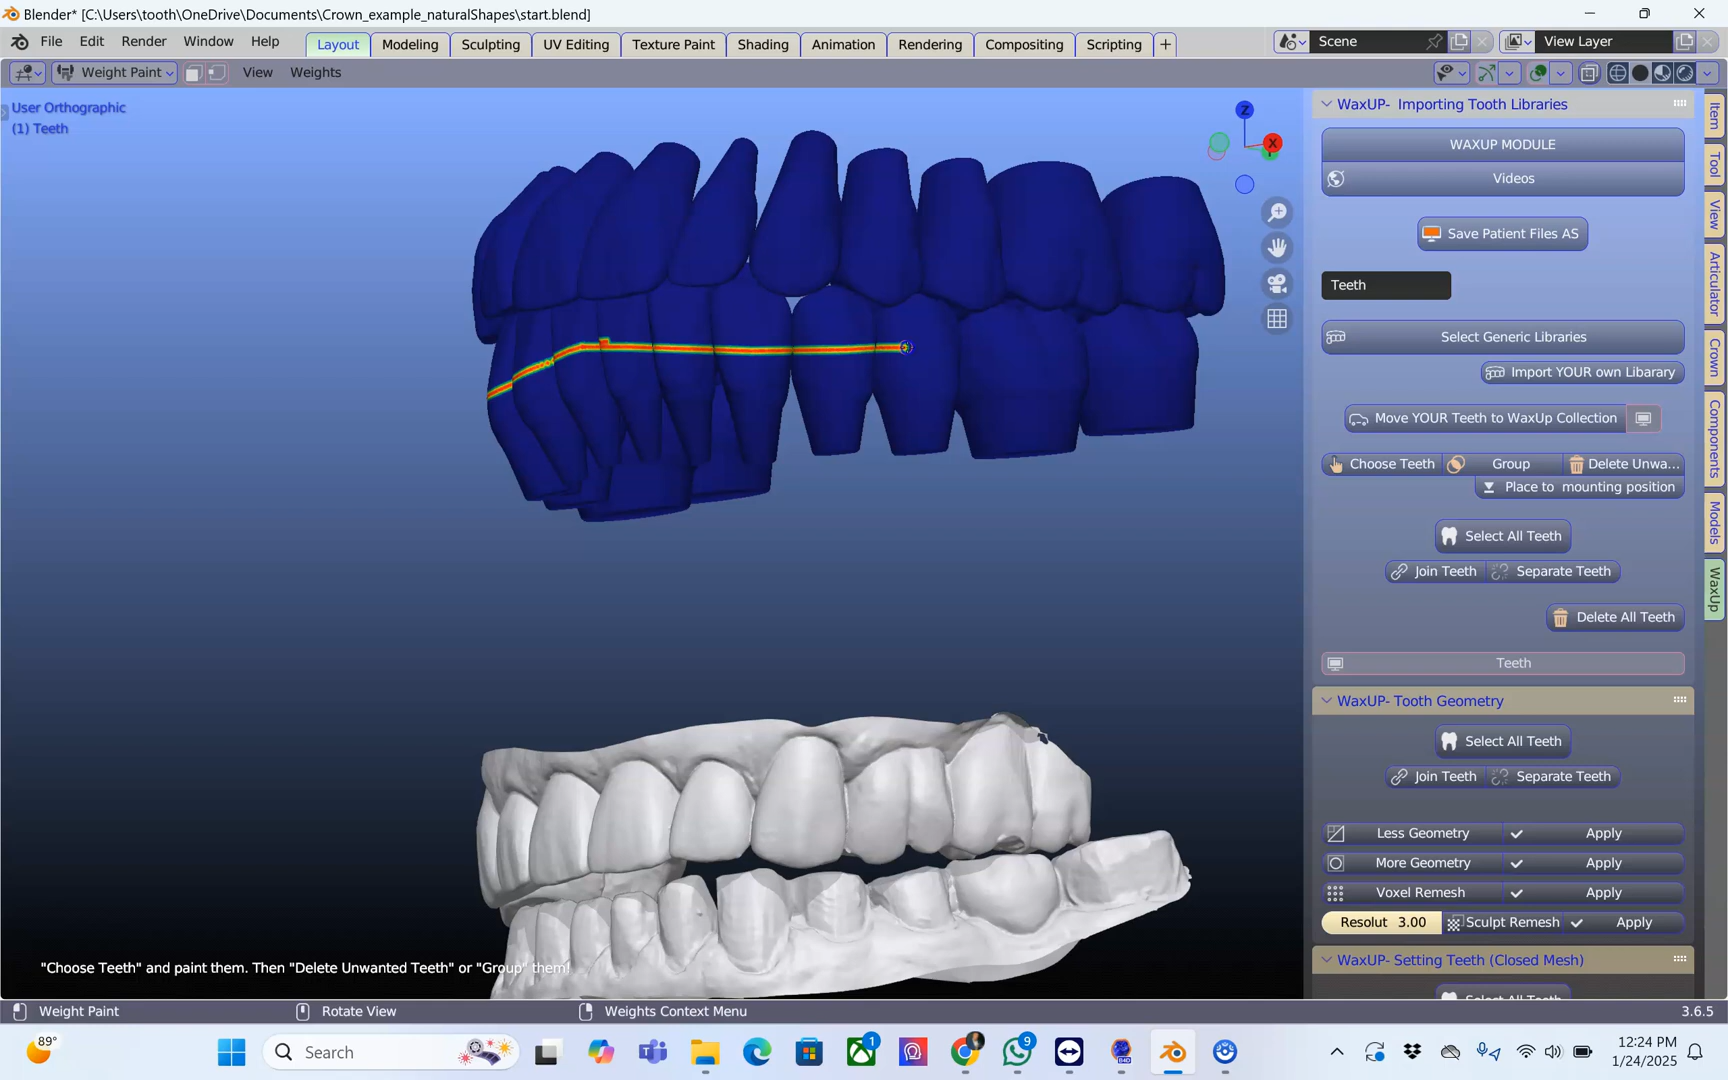 Blender* [C:\Users\tooth\OneDrive\Documents\Crown_example_naturalShapes\start.blend]
File Edit Render Window Help Layout Modeling Sculpting UV Editing Texture Paint Shading Animation Rendering Compositing Scripting + Scene View Layer
Weight Paint View Weights
User Orthographic
(1) Teeth
Z
X
Y
WaxUP- Importing Tooth Libraries
WAXUP MODULE
Videos
Save Patient Files AS
Teeth
Select Generic Libraries
Import YOUR own Libarary
Move YOUR Teeth to WaxUp Collection
Choose Teeth Group Delete Unwa...
Place to mounting position
Select All Teeth
Join Teeth Separate Teeth
Delete All Teeth
Teeth
WaxUP- Tooth Geometry
Select All Teeth
Join Teeth Separate Teeth
Less Geometry Apply
More Geometry Apply
Voxel Remesh Apply
Resolut 3.00 Sculpt Remesh Apply
WaxUP- Setting Teeth (Closed Mesh)
Select All Teeth
Item
Tool
View
Articulator
Crown
Components
Models
WaxUp
"Choose Teeth" and paint them. Then "Delete Unwanted Teeth" or "Group" them!
Weight Paint Rotate View Weights Context Menu 3.6.5
89°
Search
1
9
B4D
12:24 PM
1/24/2025